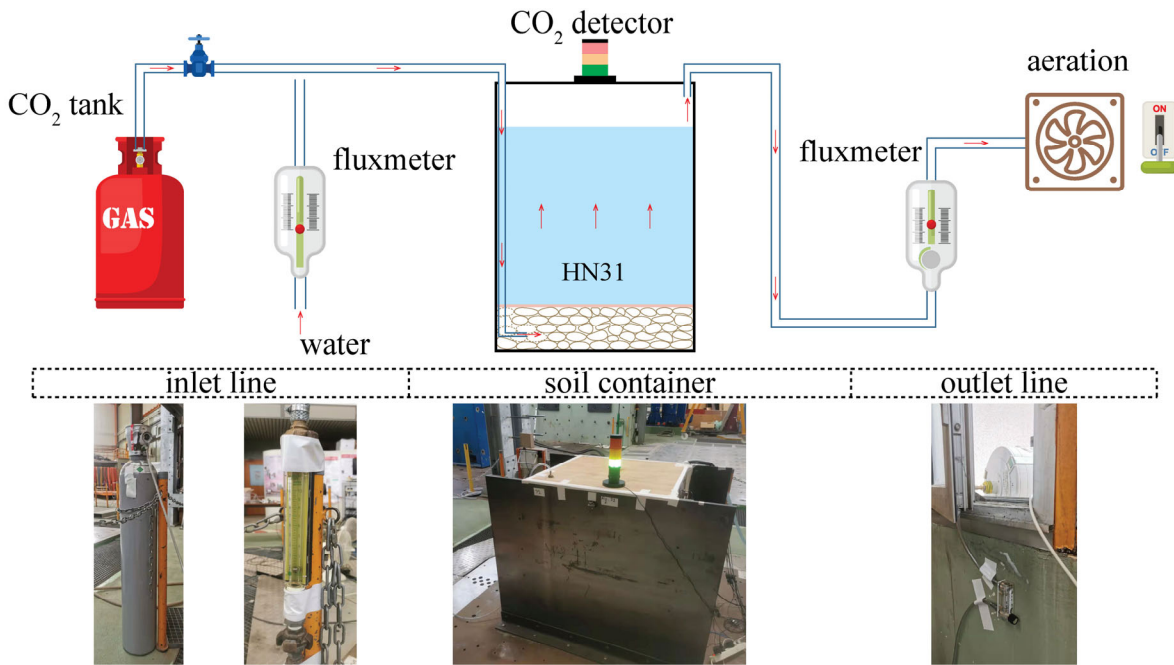 CO₂ detector
aeration
CO₂ tank
fluxmeter
fluxmeter
ON
OFF
GAS
HN31
water
inlet line
soil container
outlet line